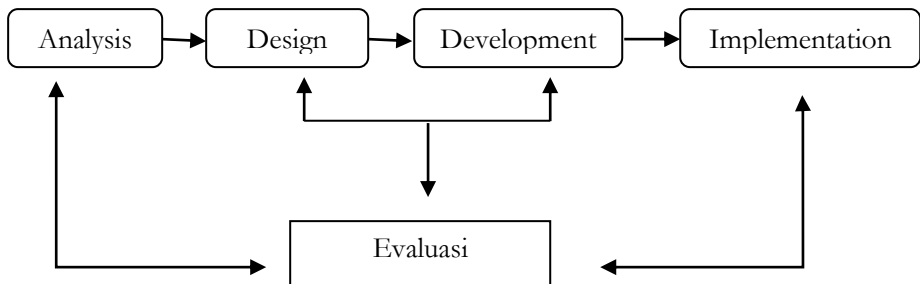 Analysis
Design
Development
Implementation
Evaluasi